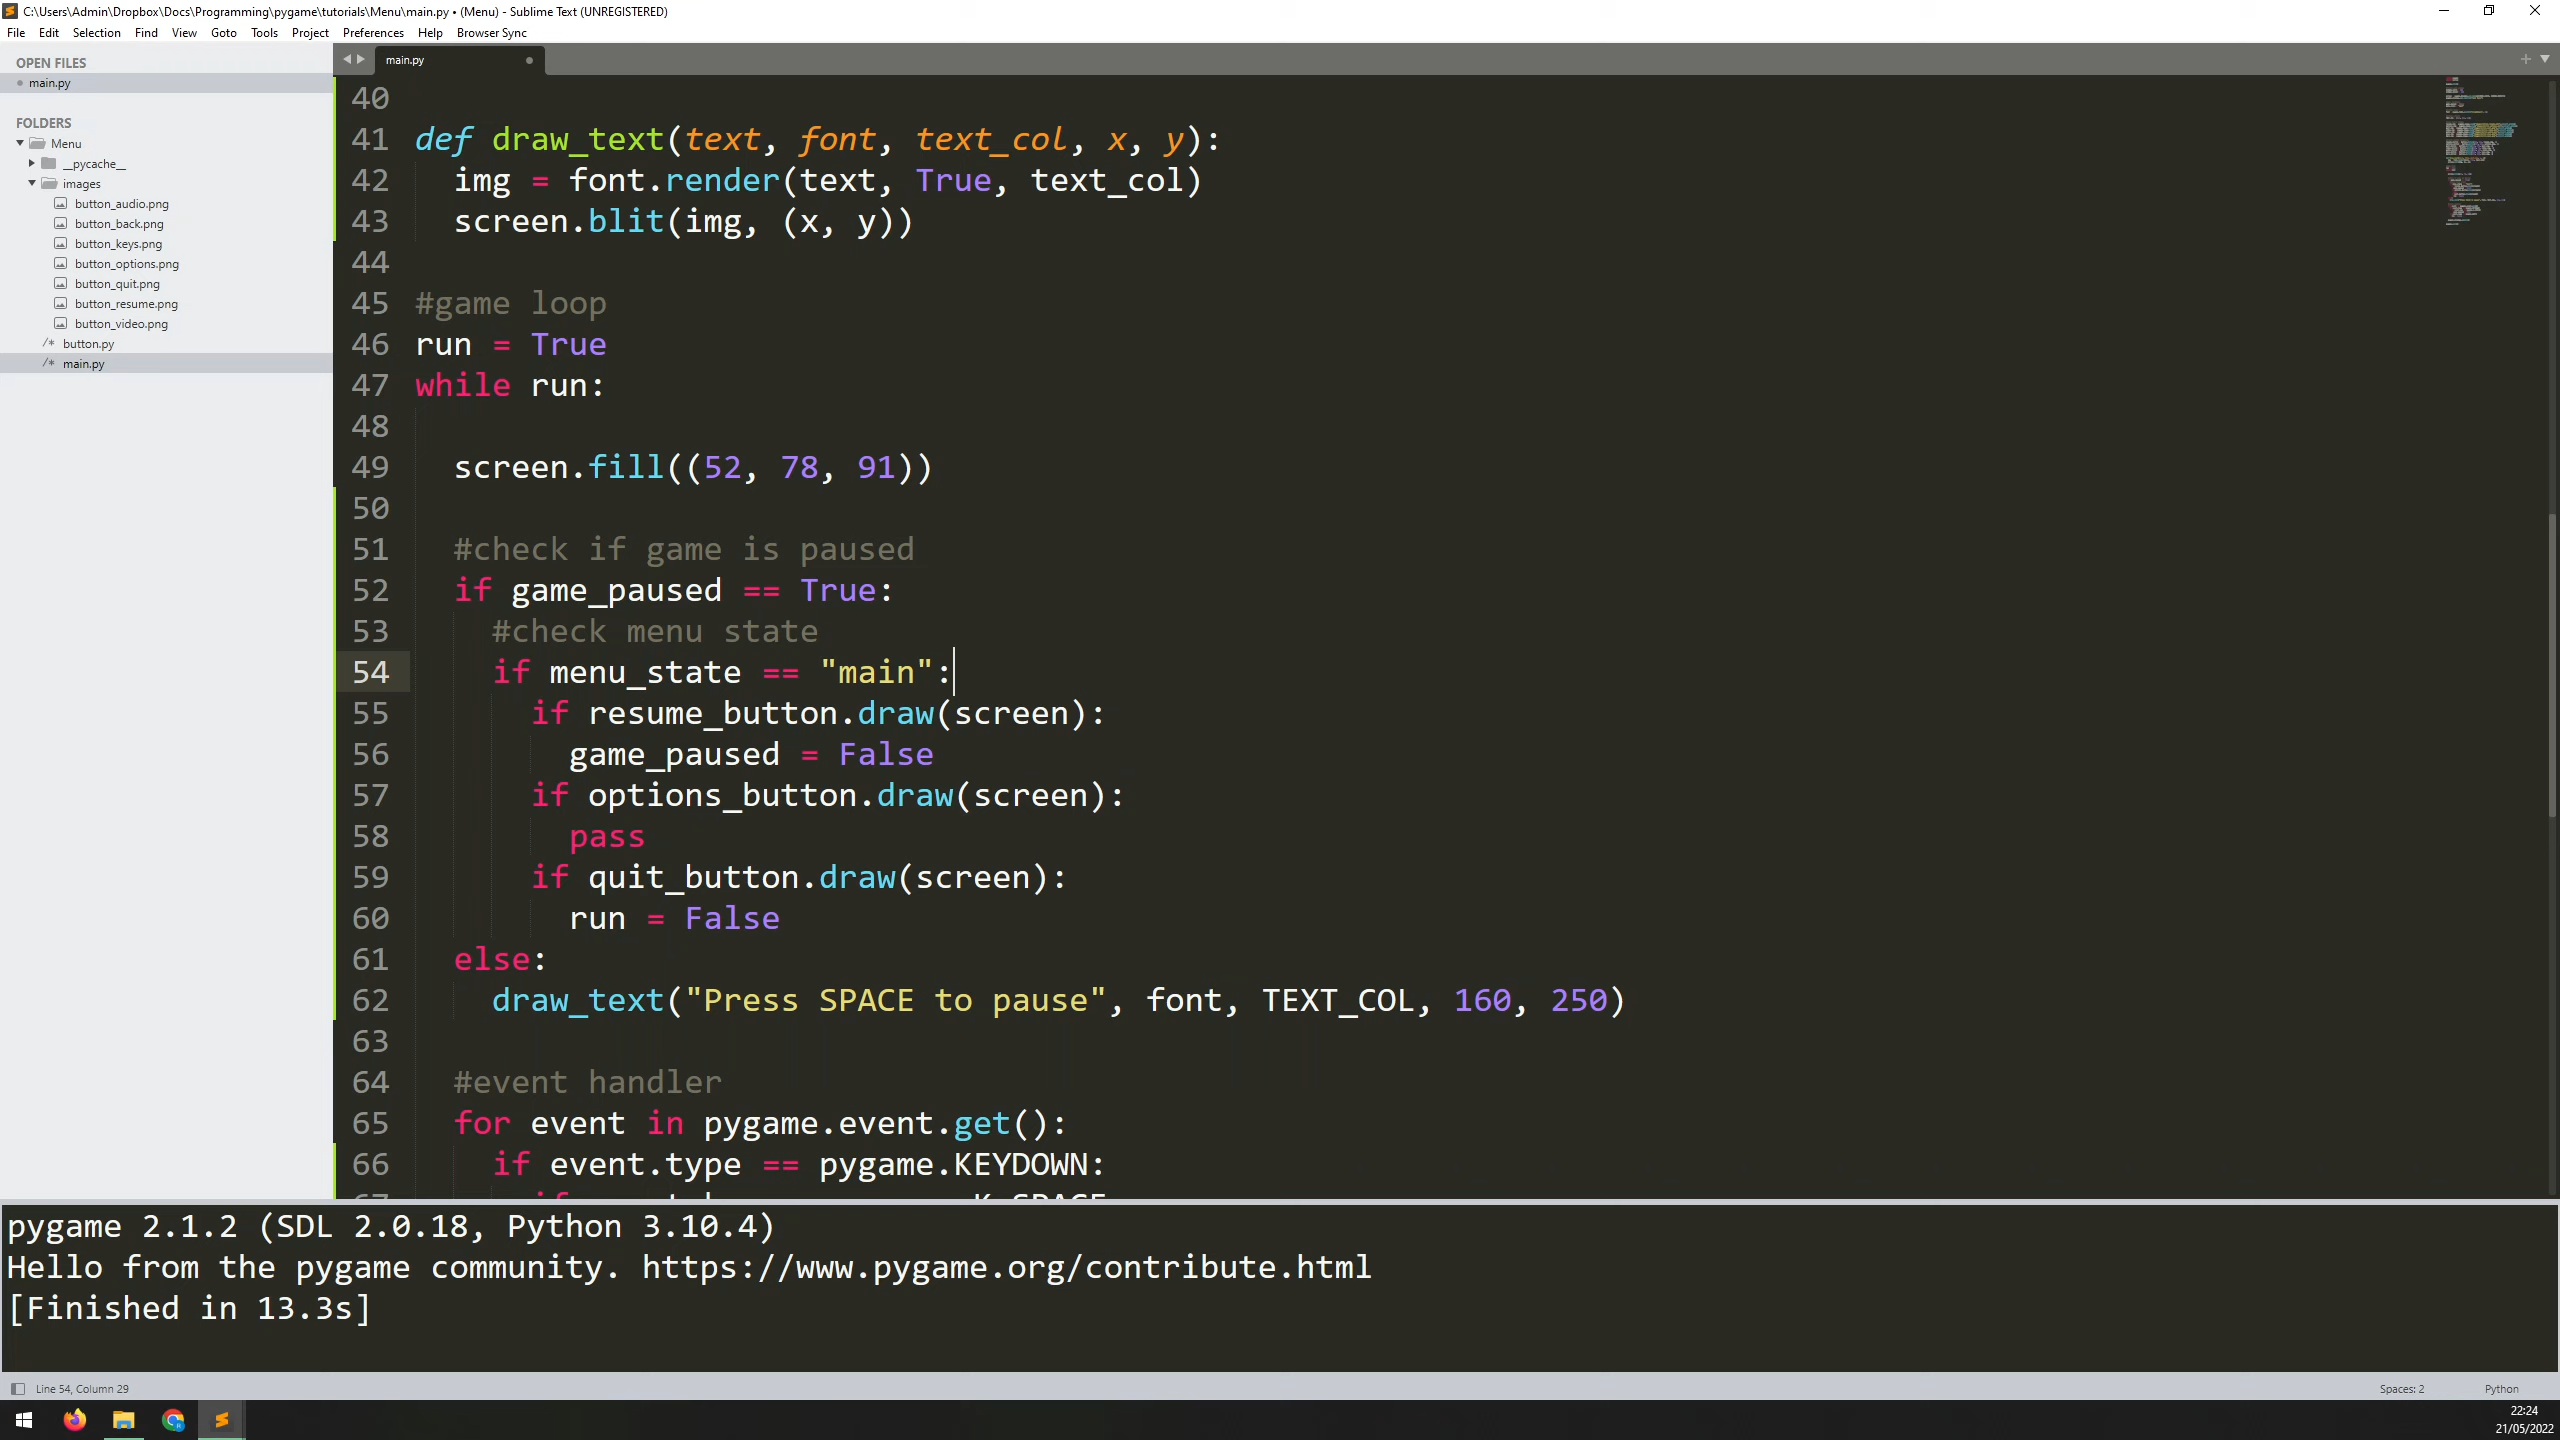 C:\Users\Admin\Dropbox\Docs\Programming\pygame\tutorials\Menu\main.py • (Menu) - Sublime Text (UNREGISTERED)
File Edit Selection Find View Goto Tools Project Preferences Help Browser Sync
OPEN FILES
main.py
FOLDERS
Menu
__pycache__
images
button_audio.png
button_back.png
button_keys.png
button_options.png
button_quit.png
button_resume.png
button_video.png
/* button.py
/* main.py
main.py
40
41 def draw_text(text, font, text_col, x, y):
42 img = font.render(text, True, text_col)
43 screen.blit(img, (x, y))
44
45 #game loop
46 run = True
47 while run:
48
49 screen.fill((52, 78, 91))
50
51 #check if game is paused
52 if game_paused == True:
53 #check menu state
54 if menu_state == "main":
55 if resume_button.draw(screen):
56 game_paused = False
57 if options_button.draw(screen):
58 pass
59 if quit_button.draw(screen):
60 run = False
61 else:
62 draw_text("Press SPACE to pause", font, TEXT_COL, 160, 250)
63
64 #event handler
65 for event in pygame.event.get():
66 if event.type == pygame.KEYDOWN:
pygame 2.1.2 (SDL 2.0.18, Python 3.10.4)
Hello from the pygame community. https://www.pygame.org/contribute.html
[Finished in 13.3s]
Line 54, Column 29
Spaces: 2
Python
22:24
21/05/2022